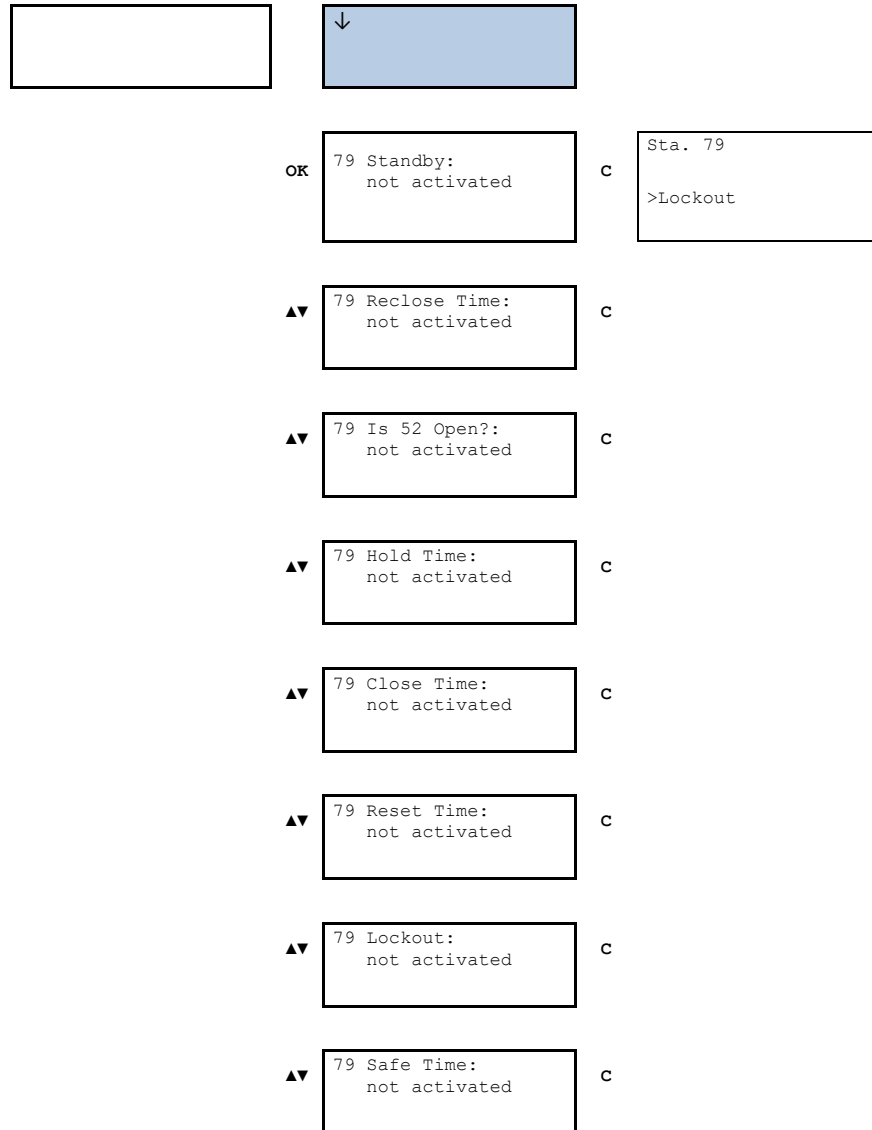 ↓
OK
79 Standby:
not activated
C
Sta. 79
>Lockout
▲▼
79 Reclose Time:
not activated
C
▲▼
79 Is 52 Open?:
not activated
C
▲▼
79 Hold Time:
not activated
C
▲▼
79 Close Time:
not activated
C
▲▼
79 Reset Time:
not activated
C
▲▼
79 Lockout:
not activated
C
▲▼
79 Safe Time:
not activated
C